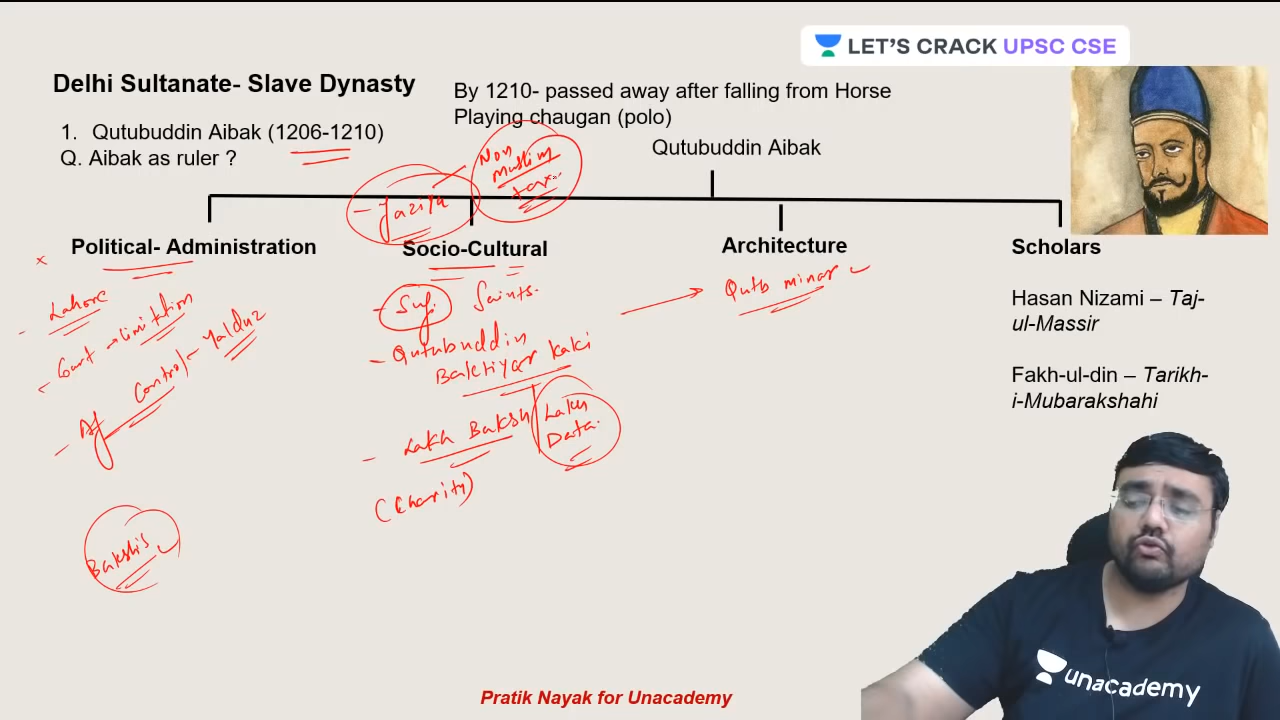 LET'S CRACK UPSC CSE
Delhi Sultanate- Slave Dynasty
1. Qutubuddin Aibak (1206-1210)
Q. Aibak as ruler ?
By 1210- passed away after falling from Horse
Playing chaugan (polo)
Qutubuddin Aibak
Non
Muslim
tax
- Jaziya
Political- Administration
Socio-Cultural
Architecture
Scholars
- Lahore
- Court → limitation
- Af control - Yalduz
Bakshis
- Sufi Saints.
- Qutubuddin
Baktiyar kaki
- Lakh Baksh
Lakh
Data.
(Charity)
Qutb minar
Hasan Nizami – Taj-
ul-Massir
Fakh-ul-din – Tarikh-
i-Mubarakshahi
unacademy
Pratik Nayak for Unacademy